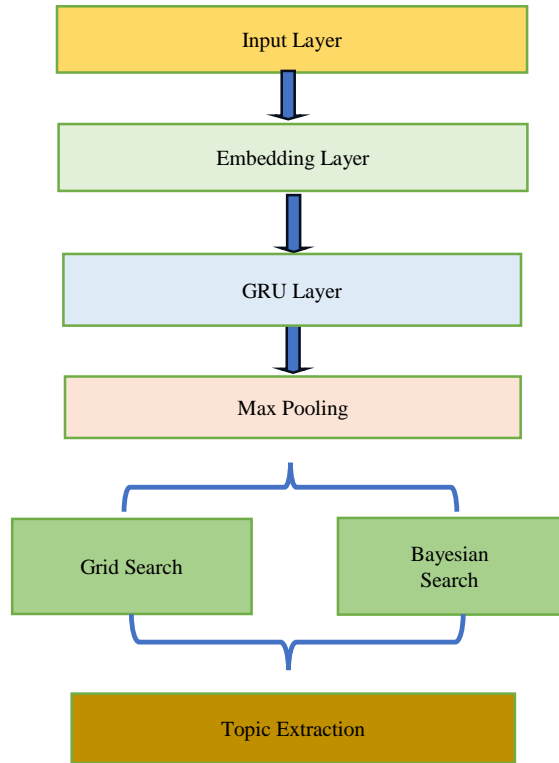 Input Layer
Embedding Layer
GRU Layer
Max Pooling
Grid Search
Bayesian
Search
Topic Extraction